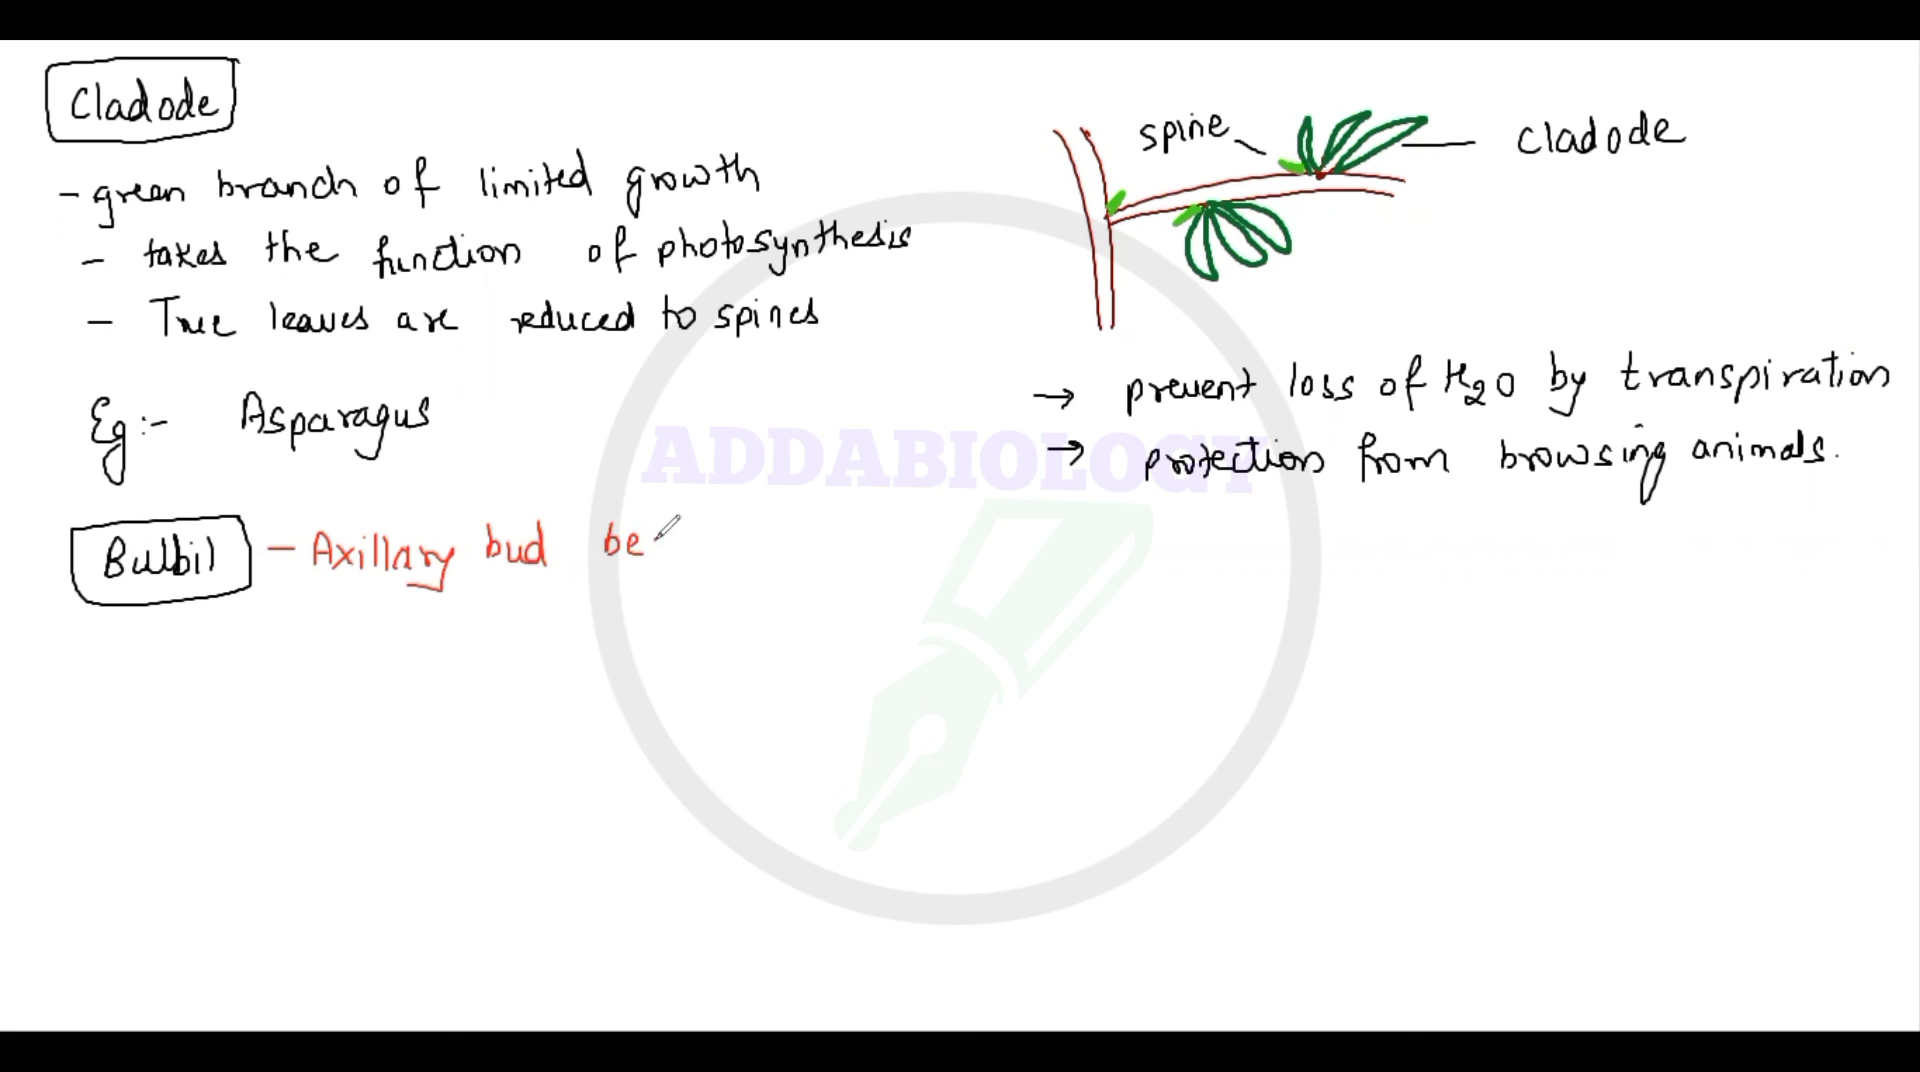 Cladode
- green branch of limited growth
- takes the function of photosynthesis
- True leaves are reduced to spines
Eg:- Asparagus
spine
Cladode
→ prevent loss of H2O by transpiration
→ protection from browsing animals.
ADDABIOLOGY
Bulbil - Axillary bud be